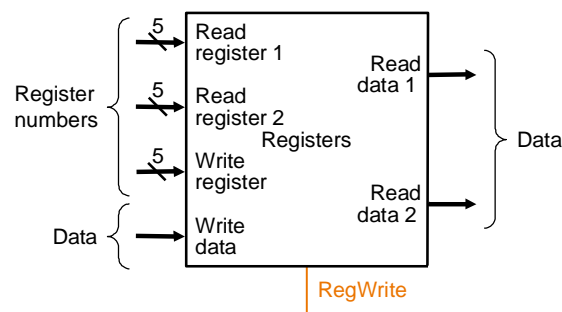 Register
numbers
5
Read
register 1
5
Read
register 2
5
Write
register
Data
Write
data
Registers
Read
data 1
Read
data 2
Data
RegWrite